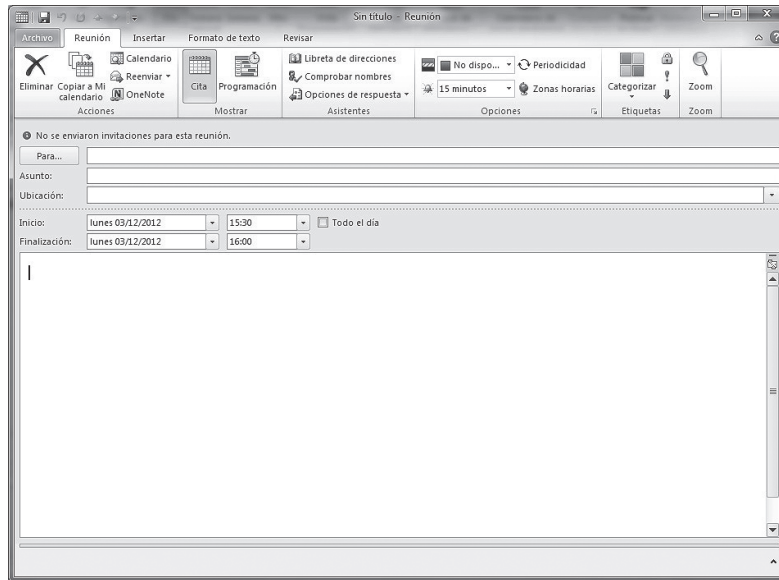 Sin título - Reunión
Archivo Reunión Insertar Formato de texto Revisar
Eliminar
Copiar a Mi calendario
Calendario
Reenviar
OneNote
Acciones
Cita
Programación
Mostrar
Libreta de direcciones
Comprobar nombres
Opciones de respuesta
Asistentes
No dispo...
15 minutos
Periodicidad
Zonas horarias
Opciones
Categorizar
Etiquetas
Zoom
Zoom
No se enviaron invitaciones para esta reunión.
Para...
Asunto:
Ubicación:
Inicio: lunes 03/12/2012 15:30 Todo el día
Finalización: lunes 03/12/2012 16:00